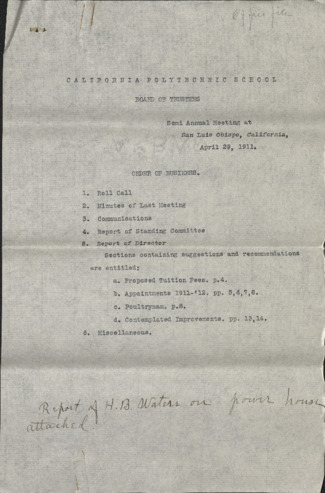 Office file
CALIFORNIA POLYTECHNIC SCHOOL
BOARD OF TRUSTEES
Semi Annual Meeting at
San Luis Obispo, California,
April 29, 1911.
ORDER OF BUSINESS.
1. Roll Call
2. Minutes of Last Meeting
3. Communications
4. Report of Standing Committee
5. Report of Director
Sections containing suggestions and recommendations
are entitled;
a. Proposed Tuition Fees. p.4.
b. Appointments 1911-'12. pp. 5,6,7,8.
c. Poultryman. p.8.
d. Contemplated Improvements. pp. 13,14.
6. Miscellaneous.
Report of H.B. Waters on power house
attached